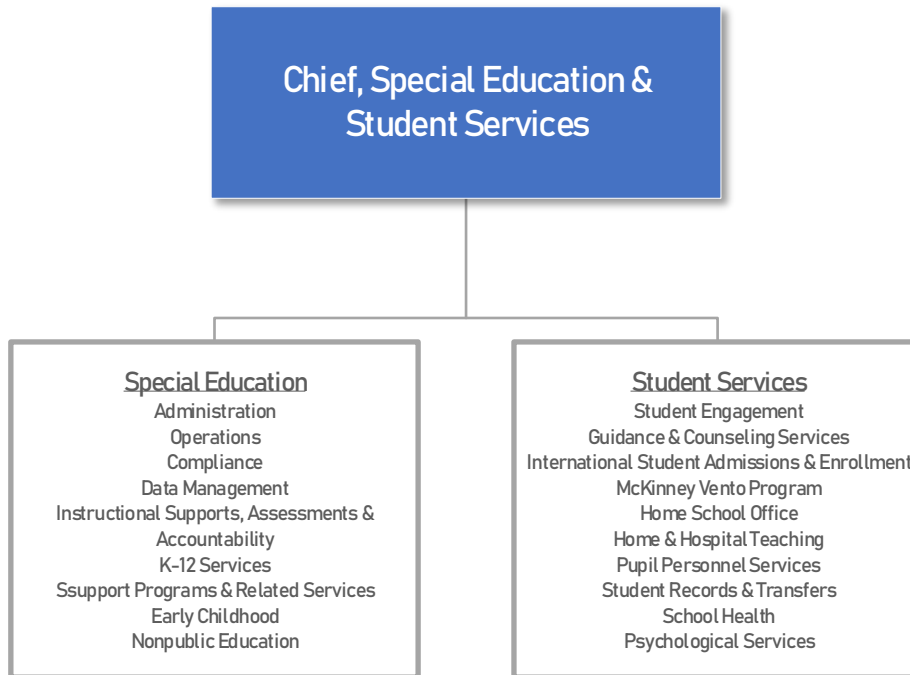 Chief, Special Education &
Student Services
Special Education
Administration
Operations
Compliance
Data Management
Instructional Supports, Assessments &
Accountability
K-12 Services
Ssupport Programs & Related Services
Early Childhood
Nonpublic Education
Student Services
Student Engagement
Guidance & Counseling Services
International Student Admissions & Enrollment
McKinney Vento Program
Home School Office
Home & Hospital Teaching
Pupil Personnel Services
Student Records & Transfers
School Health
Psychological Services